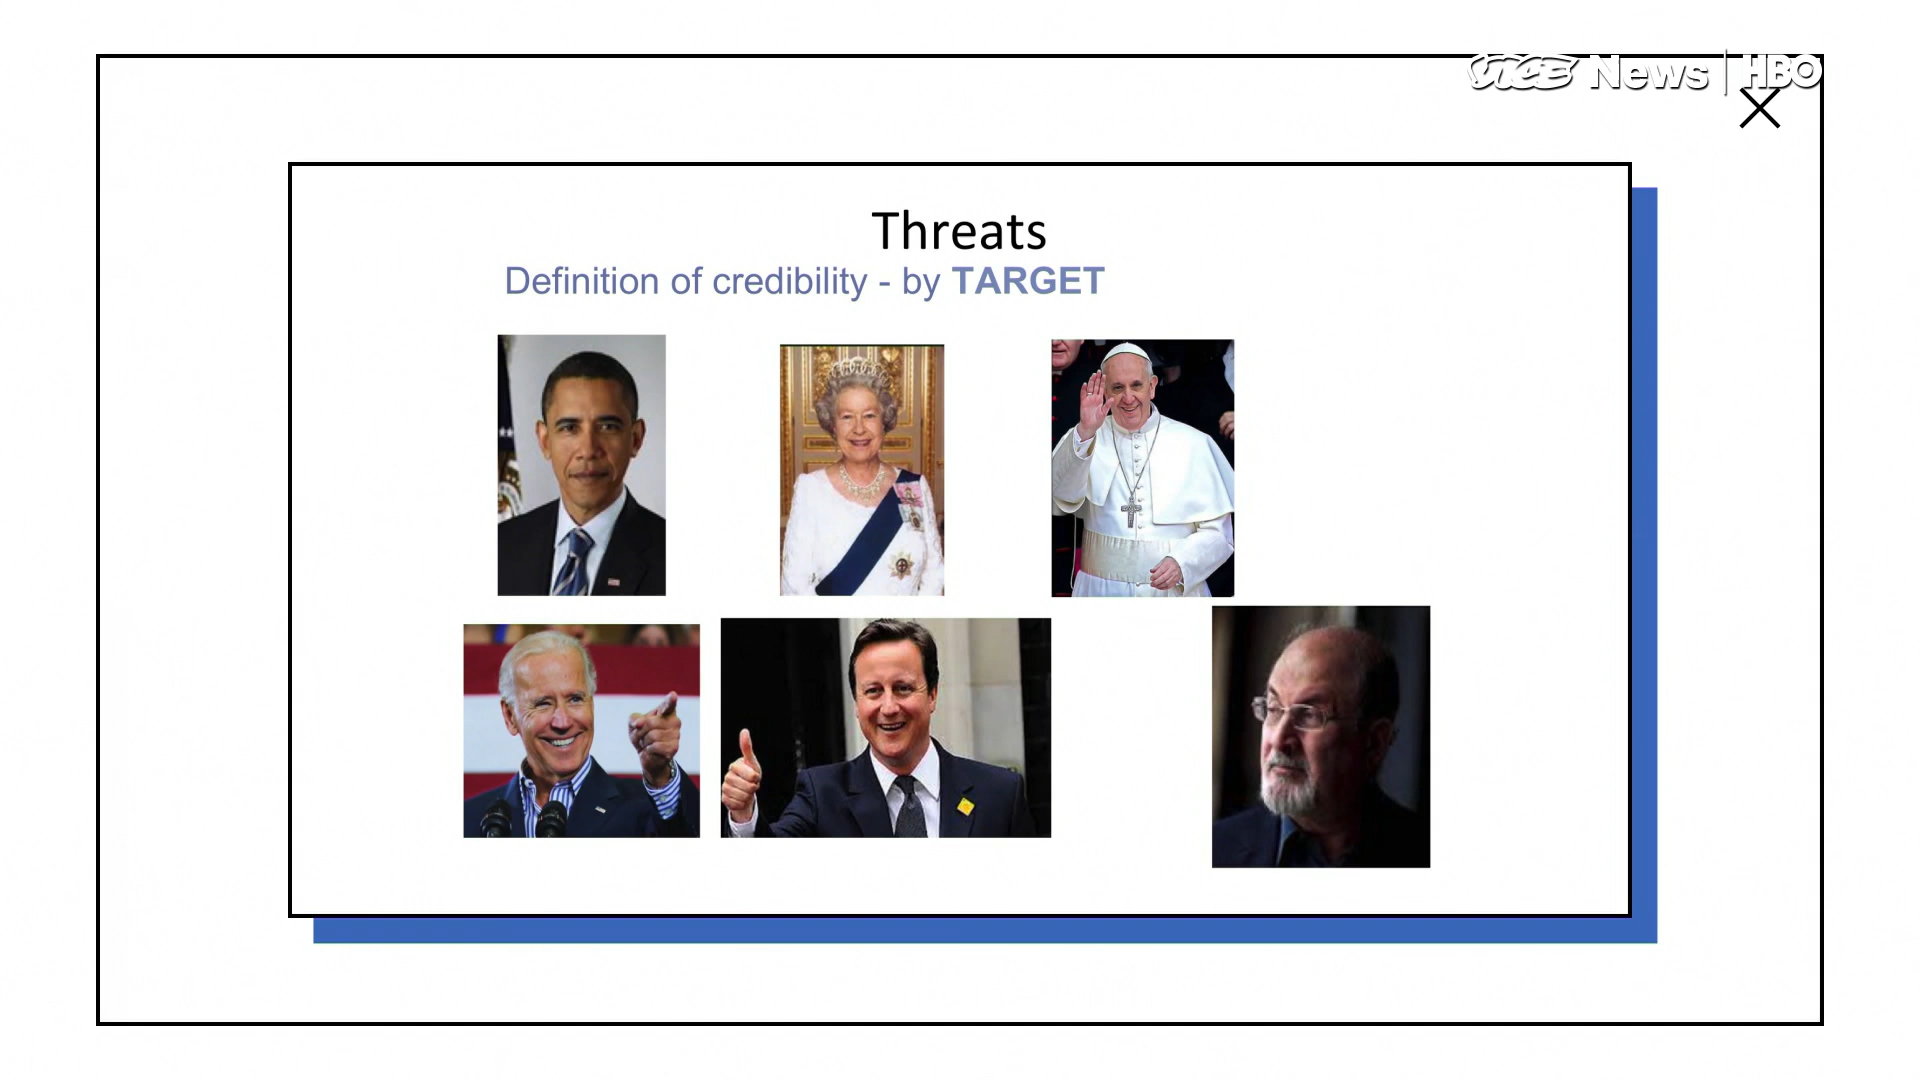 VICE News | HBO
Threats
Definition of credibility - by TARGET